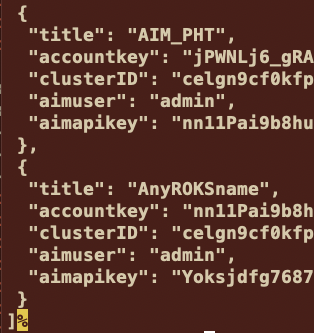 {
"title": "AIM_PHT",
"accountkey": "jPWNLj6_gRA
"clusterID": "celgn9cf0kfp
"aimuser": "admin",
"aimapikey": "nn11Pai9b8hu
},
{
"title": "AnyROKSname",
"accountkey": "nn11Pai9b8h
"clusterID": "celgn9cf0kfp
"aimuser": "admin",
"aimapikey": "Yoksjdfg7687
}
]%